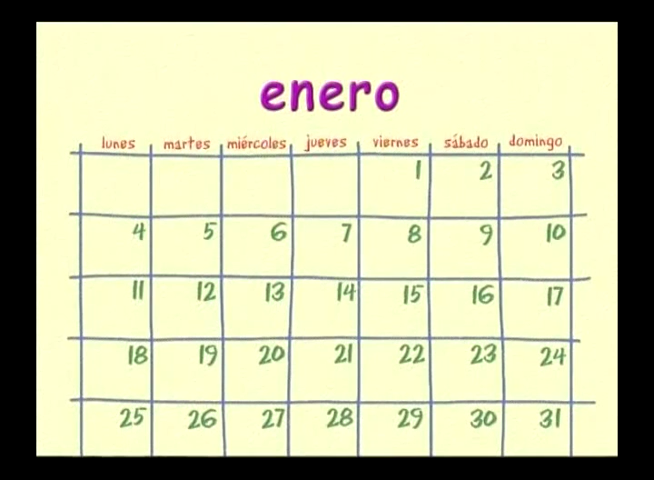 enero
lunes martes miércoles jueves viernes sábado domingo
1 2 3
4 5 6 7 8 9 10
11 12 13 14 15 16 17
18 19 20 21 22 23 24
25 26 27 28 29 30 31